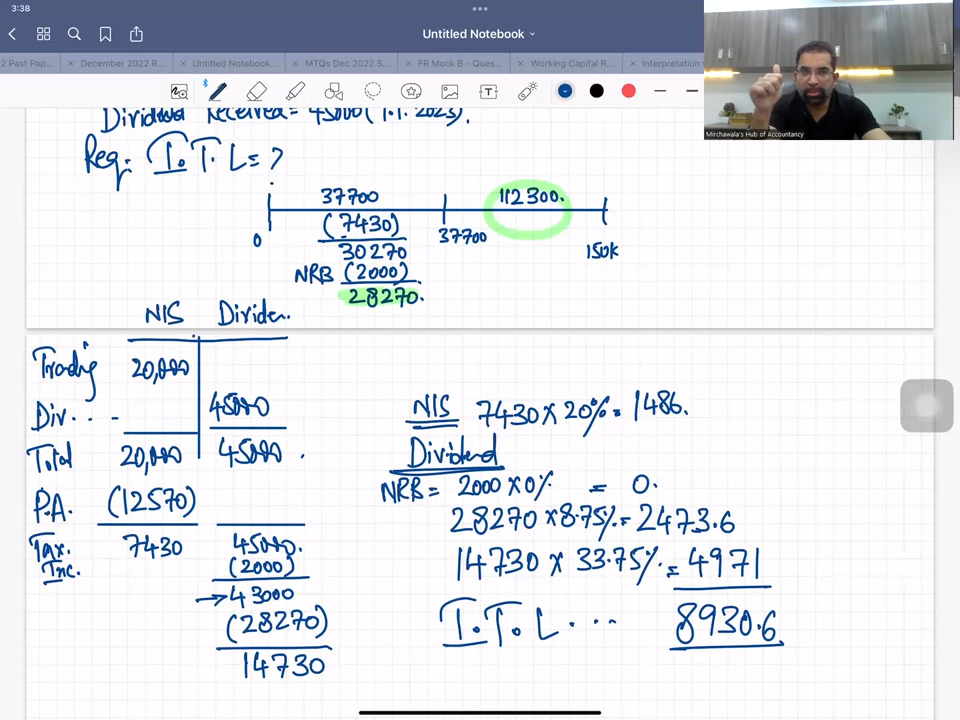 3:38
Untitled Notebook
2 Past Pap...
December 2022 R...
Untitled Notebook...
MTQs Dec 2022 S...
FR Mock B – Ques...
Working Capital R...
Interpretation
Mirchawala's Hub of Accountancy
Dividend Received = 45000 (T.Y. 2023).
Req: I.T.L = ?
37700 112300.
(7430)
0 30270 37700 150K
NRB (2000)
28270.
NIS Dividen.
Trading 20,000
Div... - 45000
Total 20,000 45000.
P.A. (12570)
Tax. Inc. 7430 45000.
(2000)
→ 43000
(28270)
14730
NIS 7430 × 20% = 1486.
Dividend
NRB = 2000 × 0% = 0.
28270 × 8.75% = 2473.6
14730 × 33.75% = 4971
I.T.L... 8930.6